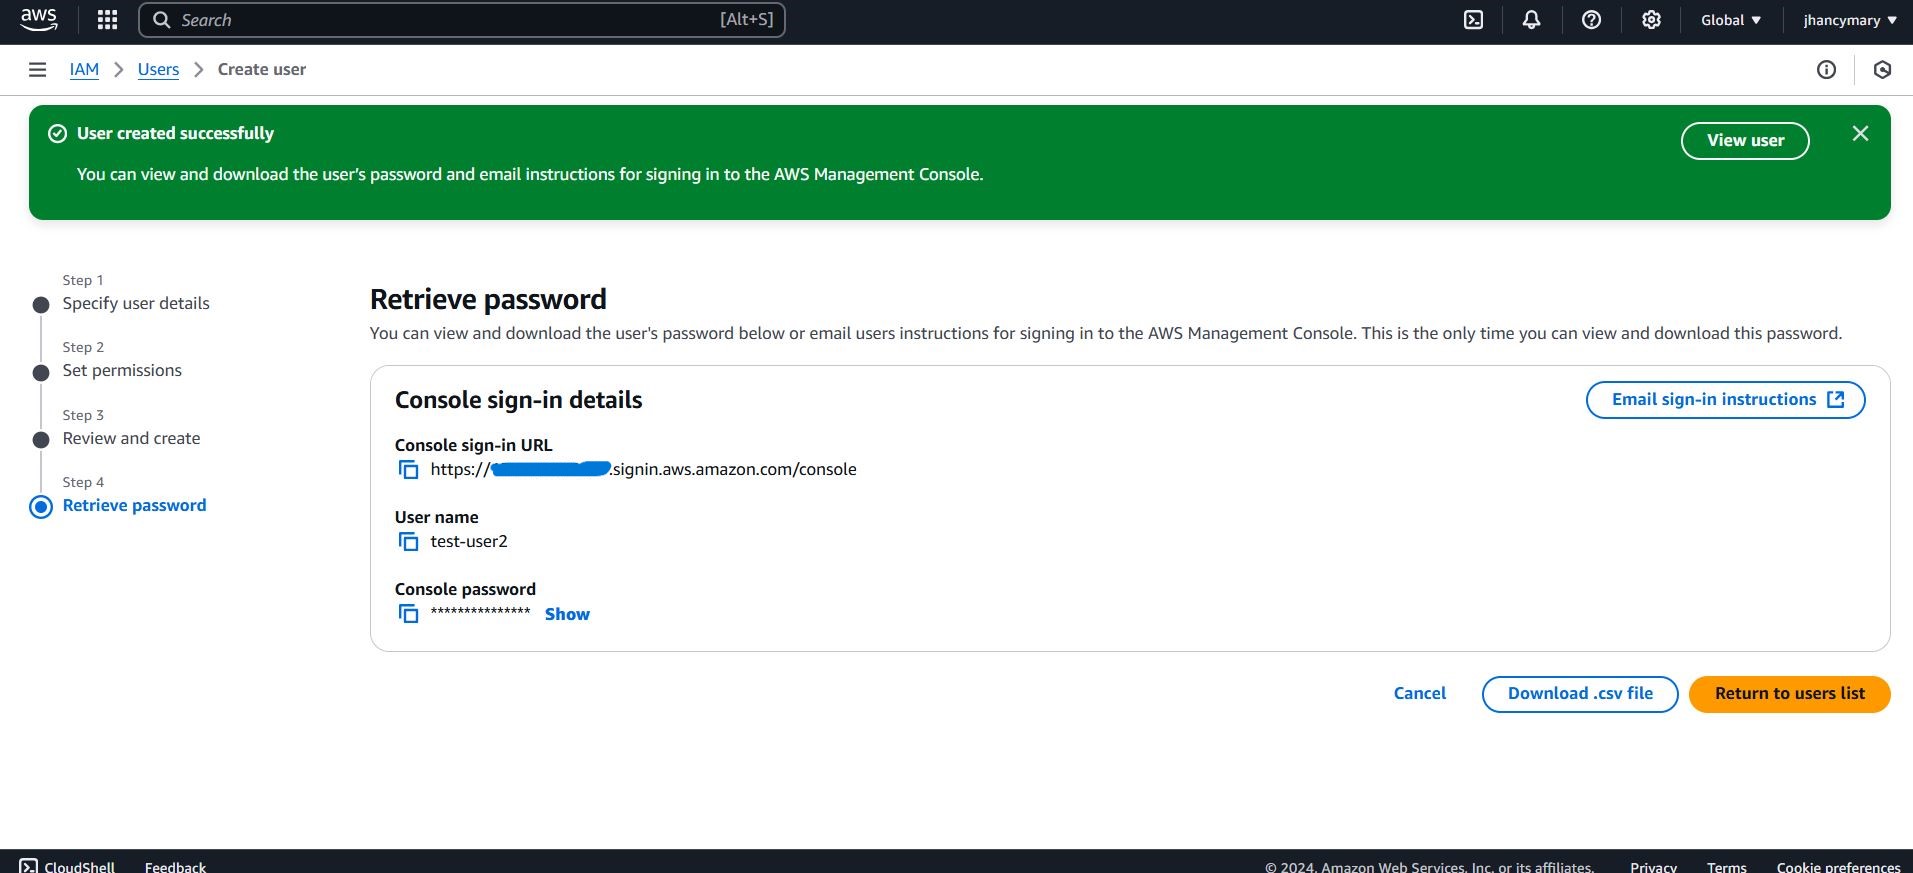 aws
Search
[Alt+S]
Global
jhancymary
IAM
Users
Create user
User created successfully
View user
You can view and download the user's password and email instructions for signing in to the AWS Management Console.
Step 1
Specify user details
Step 2
Set permissions
Step 3
Review and create
Step 4
Retrieve password
Retrieve password
You can view and download the user's password below or email users instructions for signing in to the AWS Management Console. This is the only time you can view and download this password.
Console sign-in details
Email sign-in instructions
Console sign-in URL
https:// .signin.aws.amazon.com/console
User name
test-user2
Console password
*************** Show
Cancel
Download .csv file
Return to users list
CloudShell
Feedback
© 2024, Amazon Web Services, Inc. or its affiliates.
Privacy
Terms
Cookie preferences